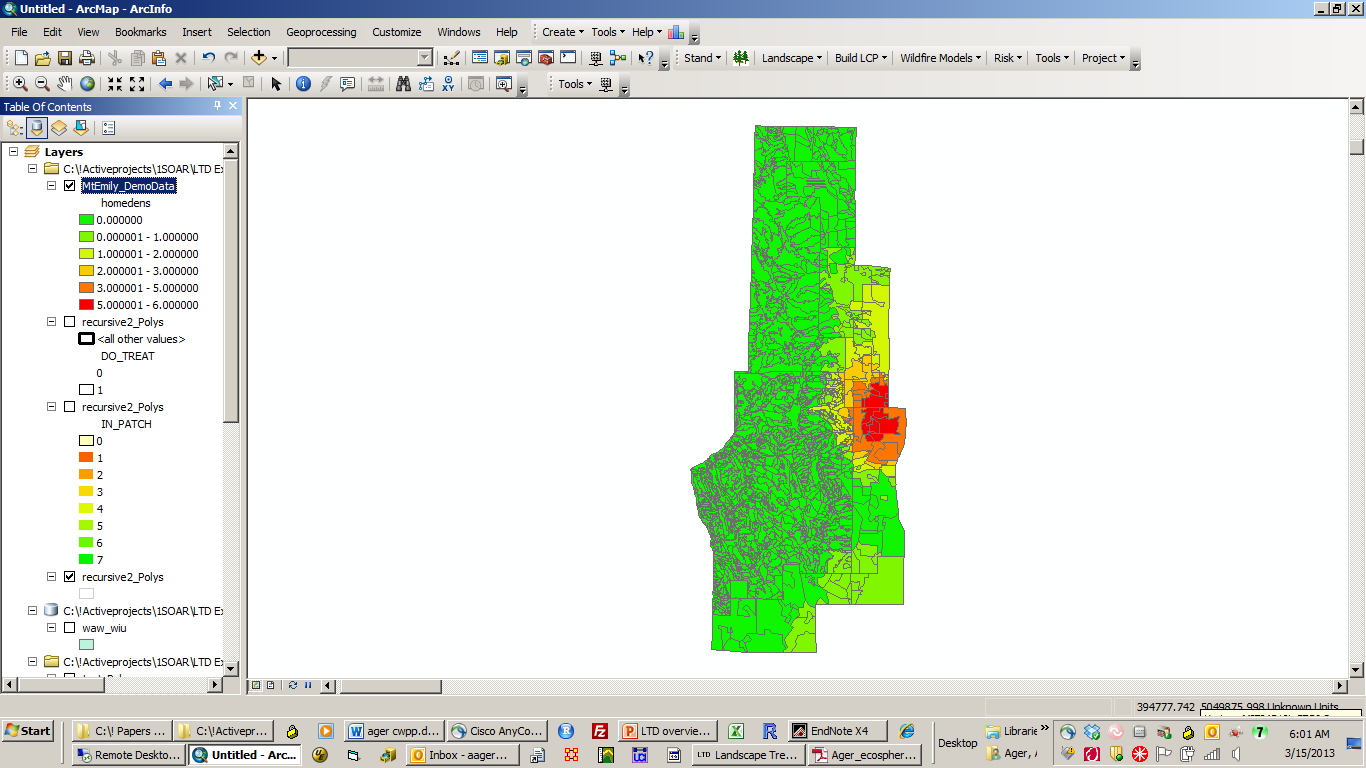 Untitled - ArcMap - ArcInfo
File Edit View Bookmarks Insert Selection Geoprocessing Customize Windows Help Create Tools Help
Stand Landscape Build LCP Wildfire Models Risk Tools Project
Tools
Table Of Contents
Layers
C:\!Activeprojects\1SOAR\LTD Ex
MtEmily_DemoData
homedens
0.000000
0.000001 - 1.000000
1.000001 - 2.000000
2.000001 - 3.000000
3.000001 - 5.000000
5.000001 - 6.000000
recursive2_Polys
<all other values>
DO_TREAT
0
1
recursive2_Polys
IN_PATCH
0
1
2
3
4
5
6
7
recursive2_Polys
C:\!Activeprojects\1SOAR\LTD Ex
waw_wiu
C:\!Activeprojects\1SOAR\LTD Ex
394777.742 5049875.998 Unknown Units
Start
C:\! Papers ...
C:\!Activepr...
ager cwpp.d...
Cisco AnyCo...
LTD overvie...
EndNote X4
Remote Deskto...
Untitled - Arc...
Inbox - aager...
Landscape Tre...
Ager_ecospher...
Desktop
Librarie
Ager, A
6:01 AM
3/15/2013